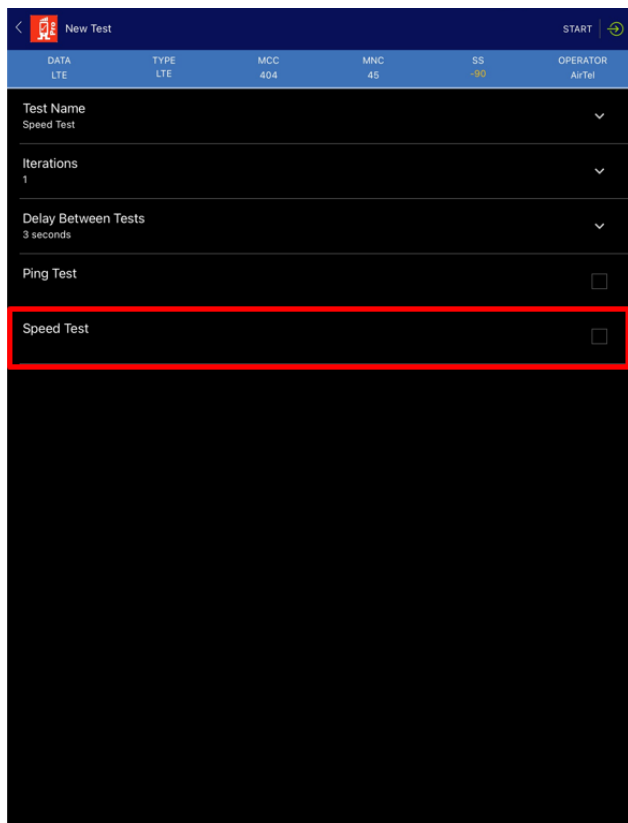 Pro
New Test
START
DATA TYPE MCC MNC SS OPERATOR
LTE LTE 404 45 -90 AirTel
Test Name
Speed Test
Iterations
1
Delay Between Tests
3 seconds
Ping Test
Speed Test